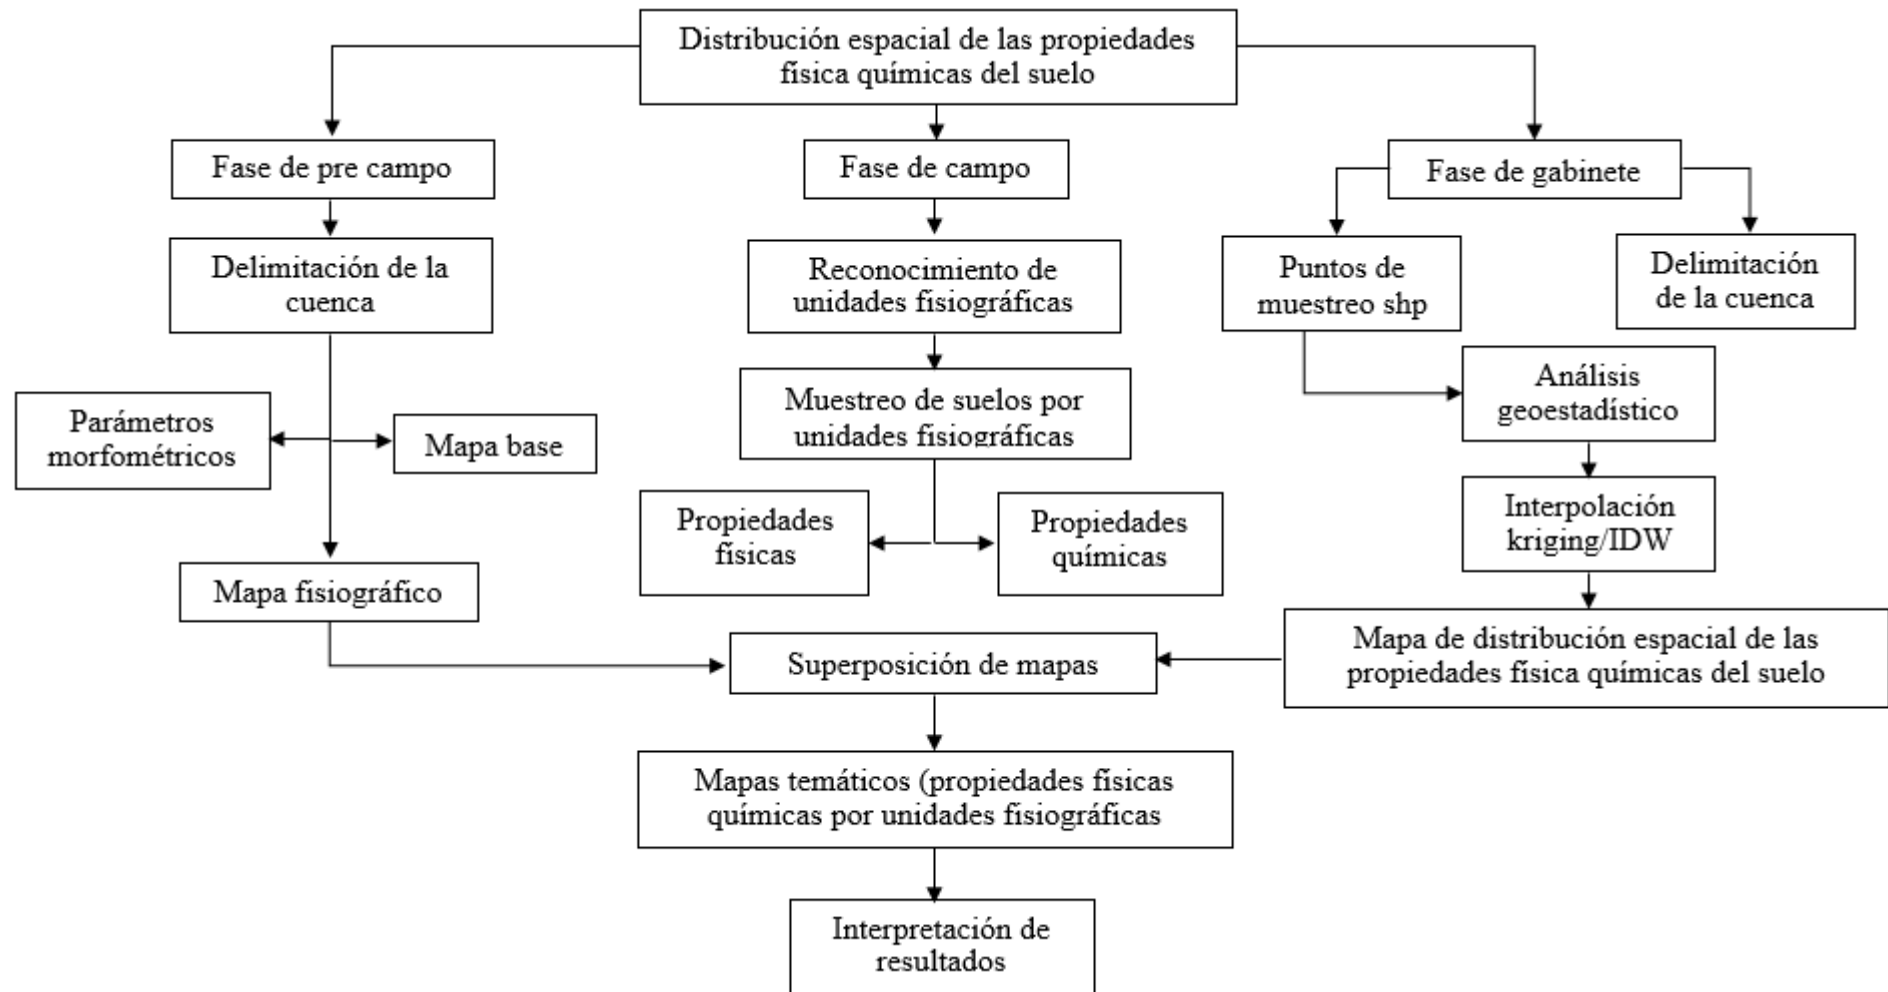 Distribución espacial de las propiedades
física químicas del suelo
Fase de pre campo
Fase de campo
Fase de gabinete
Delimitación de la
cuenca
Reconocimiento de
unidades fisiográficas
Puntos de
muestreo shp
Delimitación
de la cuenca
Parámetros
morfométricos
Mapa base
Muestreo de suelos por
unidades fisiográficas
Análisis
geoestadístico
Propiedades
físicas
Propiedades
químicas
Interpolación
kriging/IDW
Mapa fisiográfico
Superposición de mapas
Mapa de distribución espacial de las
propiedades física químicas del suelo
Mapas temáticos (propiedades físicas
químicas por unidades fisiográficas
Interpretación de
resultados